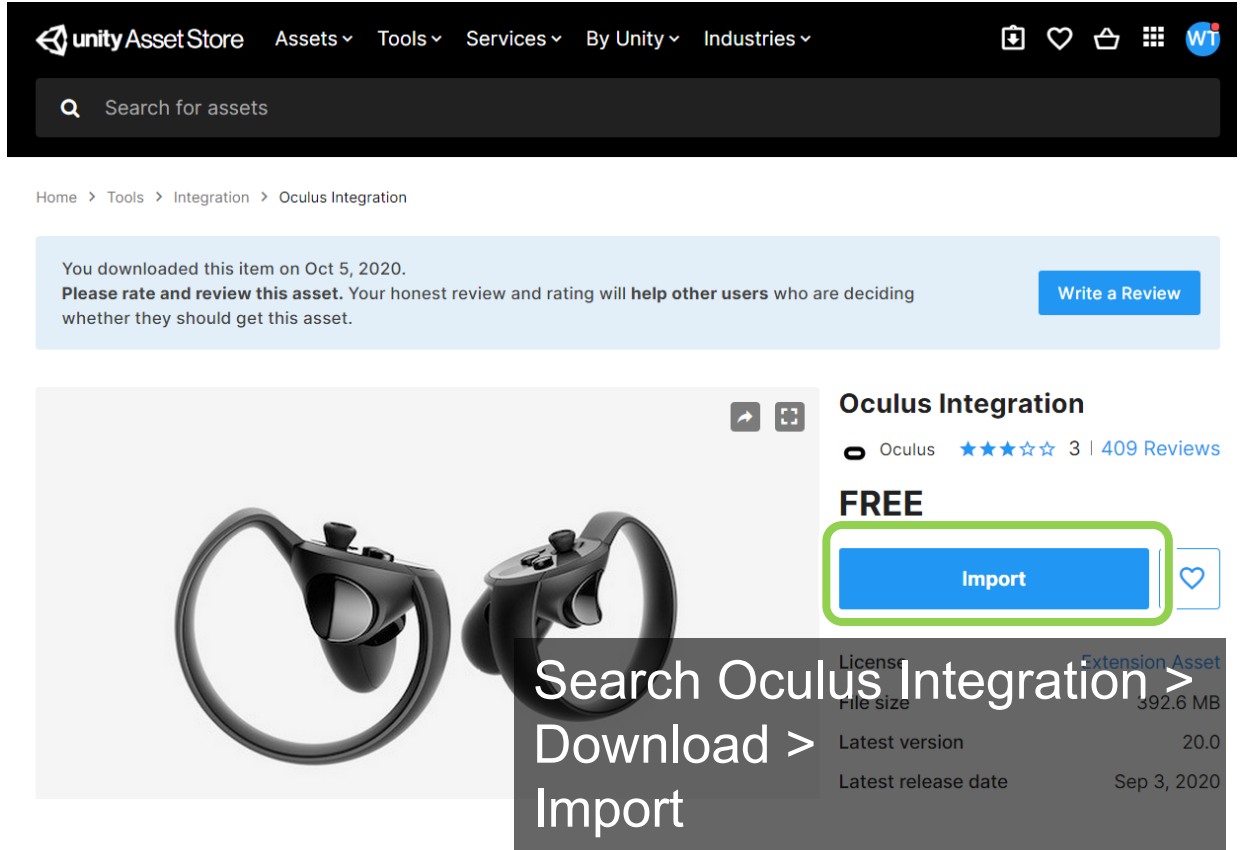 unity Asset Store Assets Tools Services By Unity Industries WT
Search for assets
Home > Tools > Integration > Oculus Integration
You downloaded this item on Oct 5, 2020.
Please rate and review this asset. Your honest review and rating will help other users who are deciding
whether they should get this asset.
Write a Review
Oculus Integration
Oculus 3 | 409 Reviews
FREE
Import
License Extension Asset
File size 392.6 MB
Latest version 20.0
Latest release date Sep 3, 2020
Search Oculus Integration >
Download >
Import